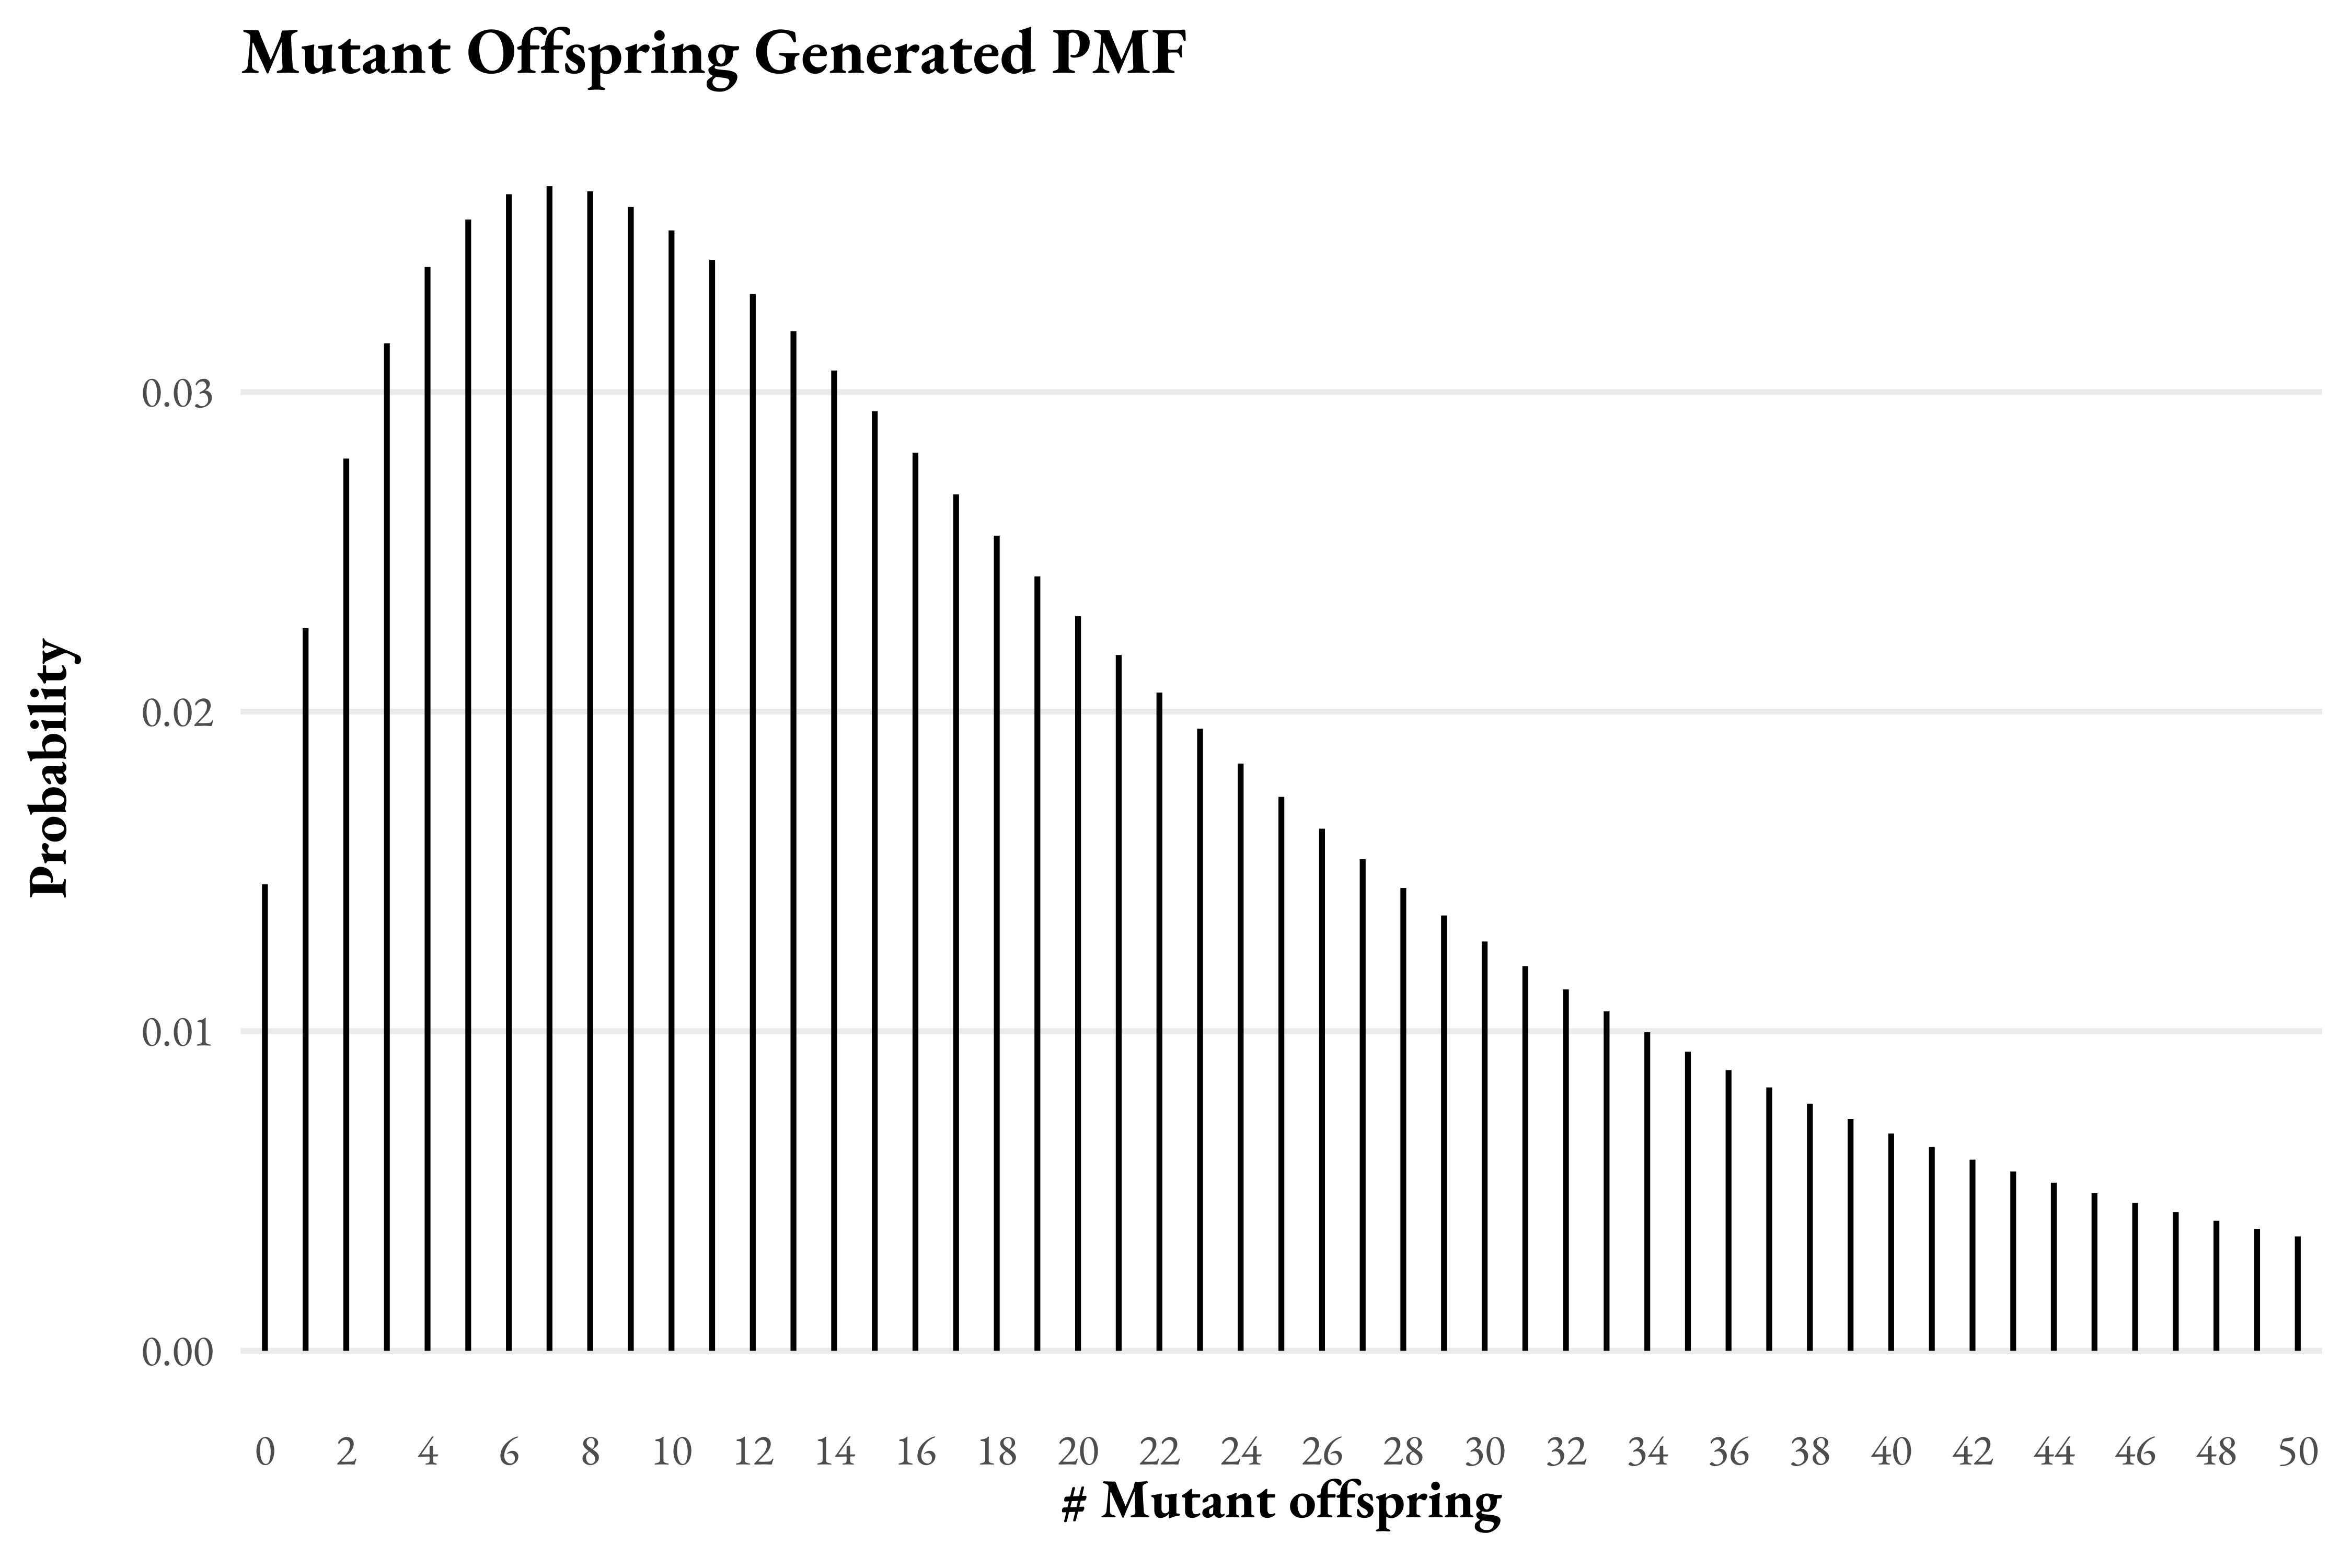 Mutant Offspring Generated PMF
Probability
0.03
0.02
0.01
0.00
0 2 4 6 8 10 12 14 16 18 20 22 24 26 28 30 32 34 36 38 40 42 44 46 48 50
# Mutant offspring